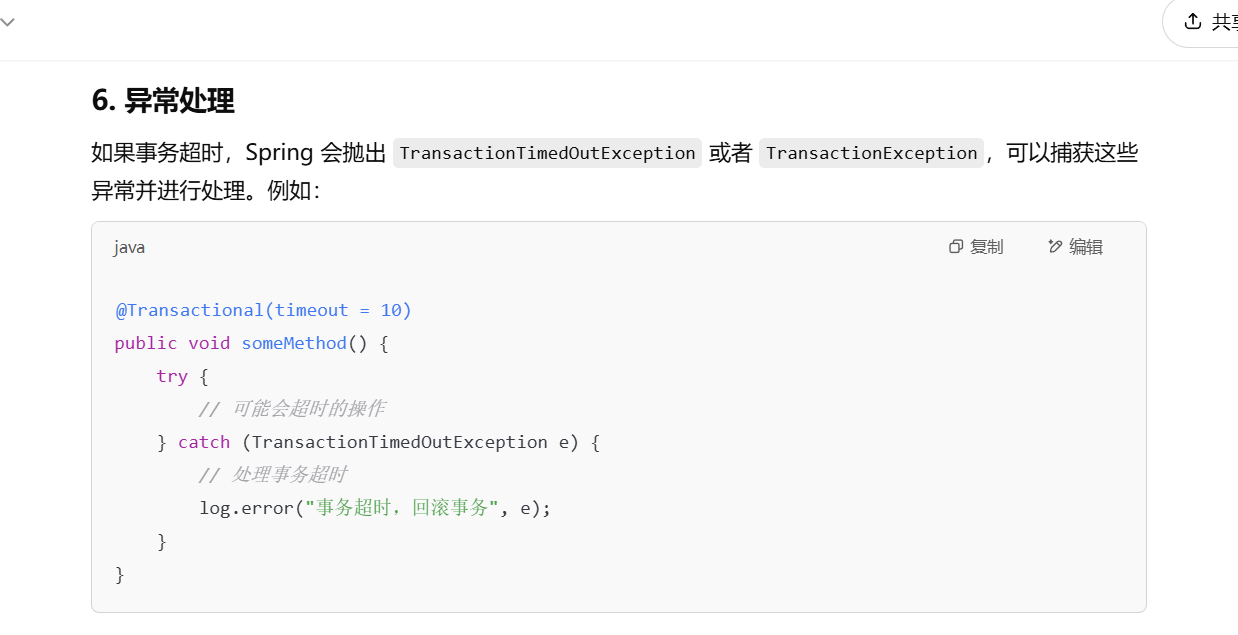 共享
6. 异常处理
如果事务超时，Spring 会抛出 TransactionTimedOutException 或者 TransactionException ，可以捕获这些
异常并进行处理。例如：
java 复制 编辑
@Transactional(timeout = 10)
public void someMethod() {
    try {
        // 可能会超时的操作
    } catch (TransactionTimedOutException e) {
        // 处理事务超时
        log.error("事务超时，回滚事务", e);
    }
}